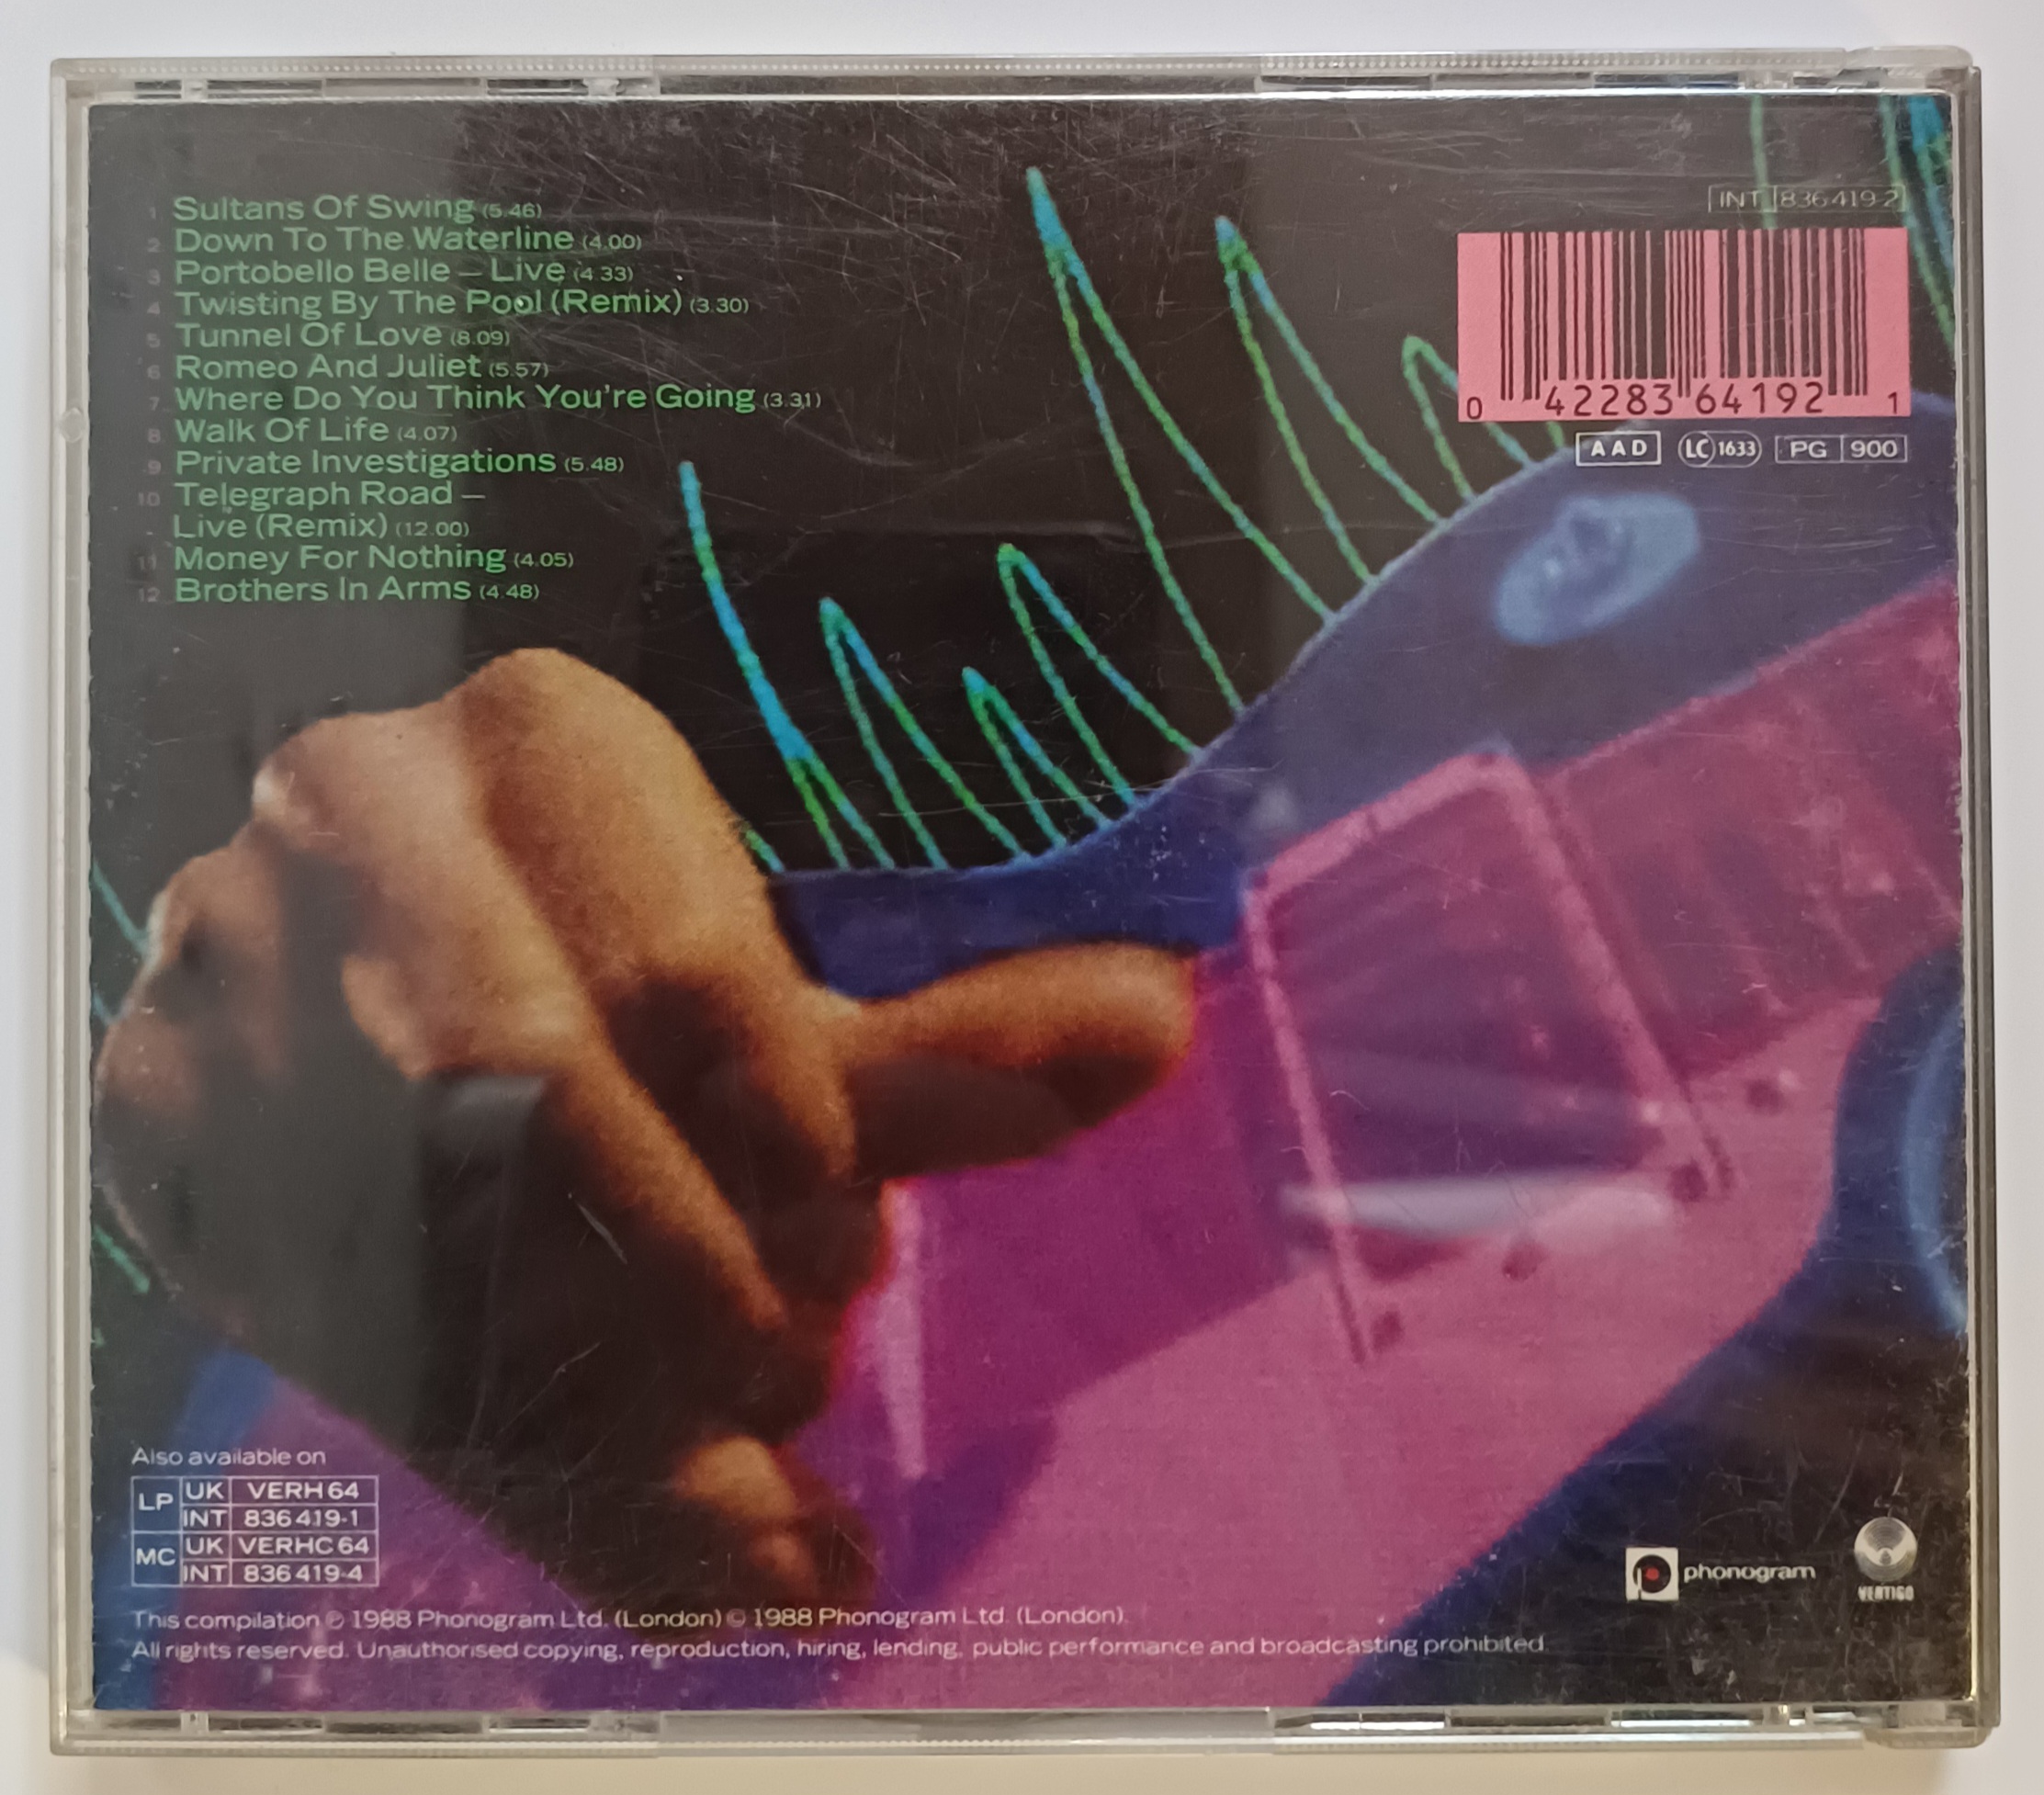 1 Sultans Of Swing (5.46)
2 Down To The Waterline (4.00)
3 Portobello Belle – Live (4.33)
4 Twisting By The Pool (Remix) (3.30)
5 Tunnel Of Love (8.09)
6 Romeo And Juliet (5.57)
7 Where Do You Think You're Going (3.31)
8 Walk Of Life (4.07)
9 Private Investigations (5.48)
10 Telegraph Road –
Live (Remix) (12.00)
11 Money For Nothing (4.05)
12 Brothers In Arms (4.48)
INT 836 419-2
0 42283 64192 1
AAD LC 1633 PG 900
Also available on
LP UK VERH 64
INT 836 419-1
MC UK VERHC 64
INT 836 419-4
phonogram
VERTIGO
This compilation ℗ 1988 Phonogram Ltd. (London) © 1988 Phonogram Ltd. (London).
All rights reserved. Unauthorised copying, reproduction, hiring, lending, public performance and broadcasting prohibited.